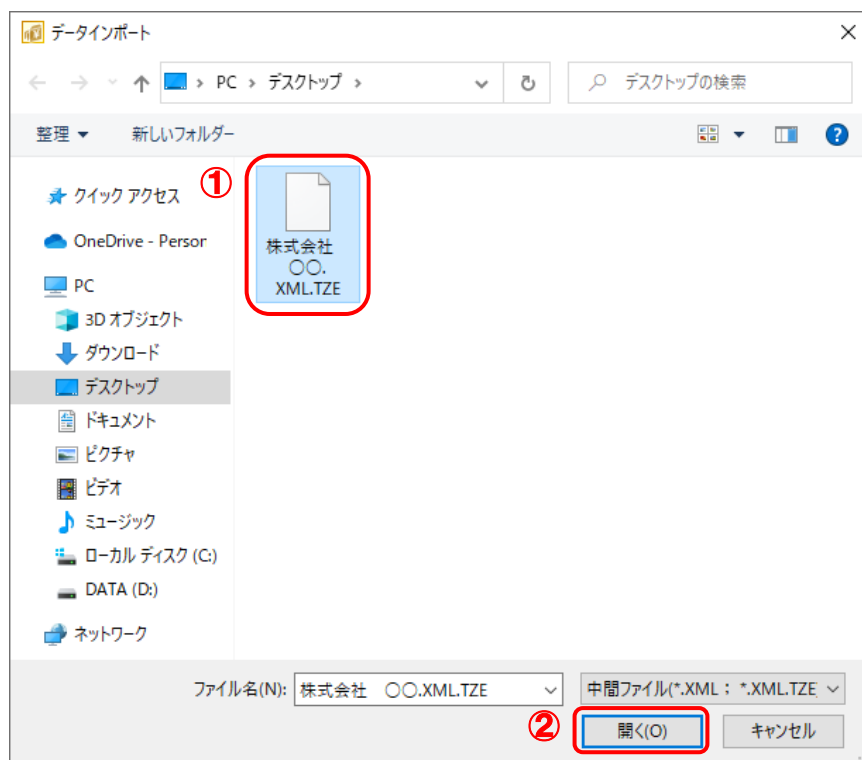 データインポート
PC › デスクトップ ›
デスクトップの検索
整理
新しいフォルダー
①
クイック アクセス
OneDrive - Person
PC
3D オブジェクト
ダウンロード
デスクトップ
ドキュメント
ピクチャ
ビデオ
ミュージック
ローカル ディスク (C:)
DATA (D:)
ネットワーク
株式会社
〇〇.
XML.TZE
ファイル名(N):
株式会社 〇〇.XML.TZE
中間ファイル(*.XML ; *.XML.TZE
②
開く(O)
キャンセル